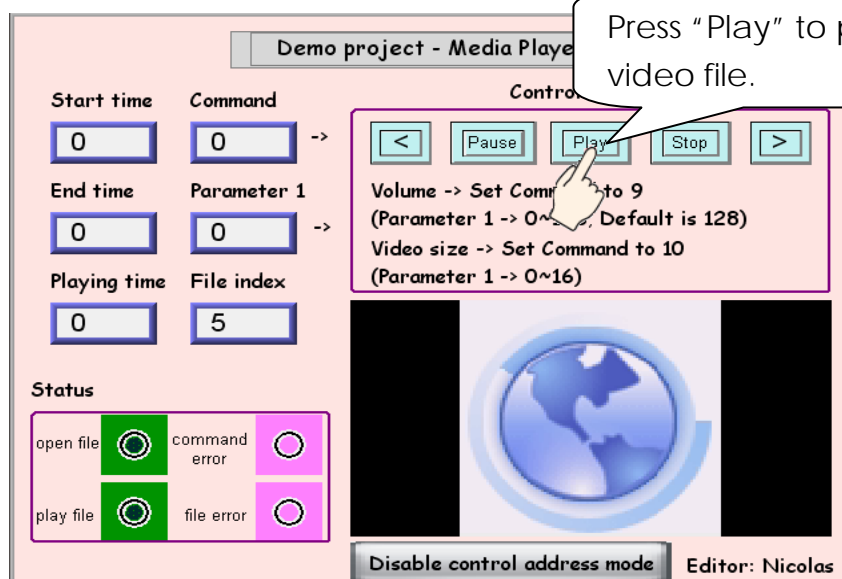 Press "Play" to p
video file.
Demo project - Media Playe
Contro
Start time
Command
0
0
->
<
Pause
Play
Stop
>
End time
Parameter 1
0
0
->
Volume -> Set Comm to 9
(Parameter 1 -> 0~ , Default is 128)
Video size -> Set Command to 10
(Parameter 1 -> 0~16)
Playing time
File index
0
5
Status
open file
command
error
play file
file error
Disable control address mode
Editor: Nicolas